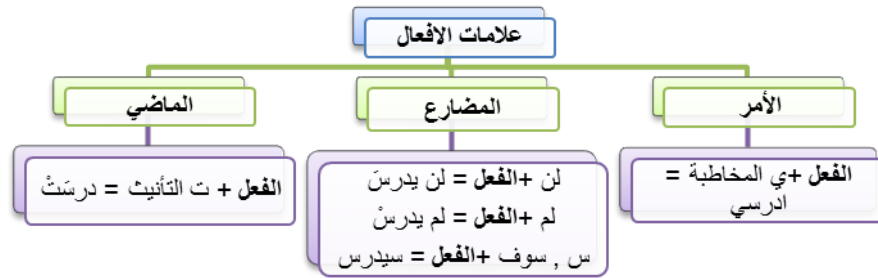 علامات الافعال
الأمر
المضارع
الماضي
الفعل +ي المخاطبة =
ادرسي
لن +الفعل = لن يدرسَ
لم +الفعل = لم يدرسْ
س , سوف +الفعل = سيدرس
الفعل + ت التأنيث = درسَتْ